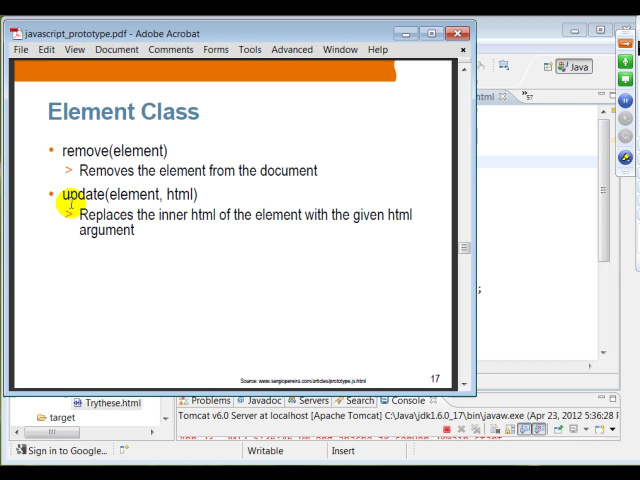 javascript_prototype.pdf - Adobe Acrobat
File Edit View Document Comments Forms Tools Advanced Window Help
Element Class
• remove(element)
> Removes the element from the document
• update(element, html)
> Replaces the inner html of the element with the given html
argument
Source: www.sergiopereira.com/articles/prototype.js.html
17
Java
html
57
;
Trythese.html
target
Problems Javadoc Servers Search Console
Tomcat v6.0 Server at localhost [Apache Tomcat] C:\Java\jdk1.6.0_17\bin\javaw.exe (Apr 23, 2012 5:36:28 P
Sign in to Google...
Writable
Insert